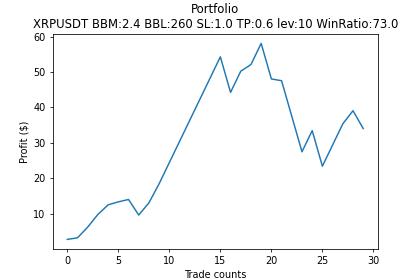 Portfolio
XRPUSDT BBM:2.4 BBL:260 SL:1.0 TP:0.6 lev:10 WinRatio:73.0
60
50
40
30
20
10
Profit ($)
0 5 10 15 20 25 30
Trade counts